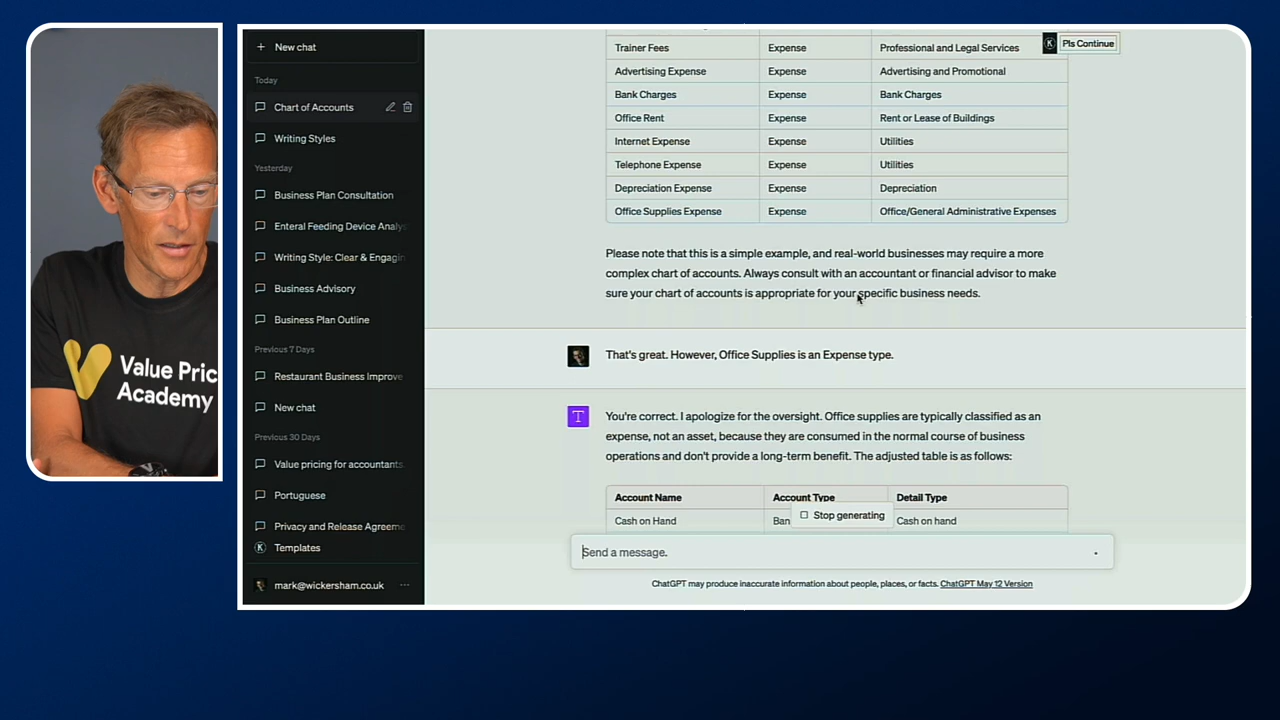 Value Pric
Academy
New chat
Today
Chart of Accounts
Writing Styles
Yesterday
Business Plan Consultation
Enteral Feeding Device Analys
Writing Style: Clear & Engagin
Business Advisory
Business Plan Outline
Previous 7 Days
Restaurant Business Improve
New chat
Previous 30 Days
Value pricing for accountants
Portuguese
Privacy and Release Agreeme
K Templates
mark@wickersham.co.uk
K Pls Continue
Trainer Fees Expense Professional and Legal Services
Advertising Expense Expense Advertising and Promotional
Bank Charges Expense Bank Charges
Office Rent Expense Rent or Lease of Buildings
Internet Expense Expense Utilities
Telephone Expense Expense Utilities
Depreciation Expense Expense Depreciation
Office Supplies Expense Expense Office/General Administrative Expenses
Please note that this is a simple example, and real-world businesses may require a more
complex chart of accounts. Always consult with an accountant or financial advisor to make
sure your chart of accounts is appropriate for your specific business needs.
That's great. However, Office Supplies is an Expense type.
T
You're correct. I apologize for the oversight. Office supplies are typically classified as an
expense, not an asset, because they are consumed in the normal course of business
operations and don't provide a long-term benefit. The adjusted table is as follows:
Account Name Account Type Detail Type
Cash on Hand Ban Cash on hand
Stop generating
Send a message.
ChatGPT may produce inaccurate information about people, places, or facts. ChatGPT May 12 Version